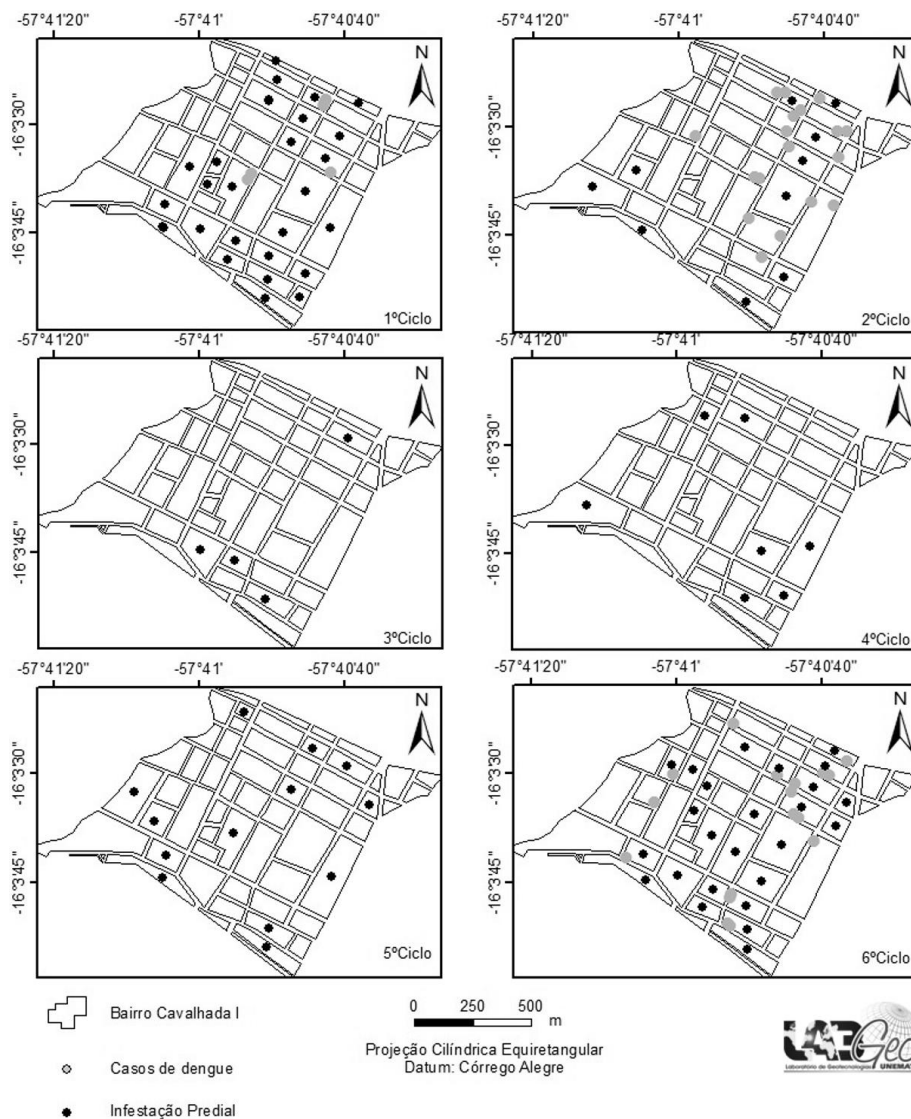 -57°41'20" -57°41' -57°40'40" -57°41'20" -57°41' -57°40'40"
N N
-16°3'30" -16°3'30"
-16°3'45" -16°3'45"
1ºCiclo 2ºCiclo
-57°41'20" -57°41' -57°40'40" -57°41'20" -57°41' -57°40'40"
N N
-16°3'30" -16°3'30"
-16°3'45" -16°3'45"
3ºCiclo 4ºCiclo
-57°41'20" -57°41' -57°40'40" -57°41'20" -57°41' -57°40'40"
N N
-16°3'30" -16°3'30"
-16°3'45" -16°3'45"
5ºCiclo 6ºCiclo
Bairro Cavalhada I
Casos de dengue
Infestação Predial
0 250 500
m
Projeção Cilíndrica Equiretangular
Datum: Córrego Alegre
Geo
Laboratório de Geotecnologias UNEMA